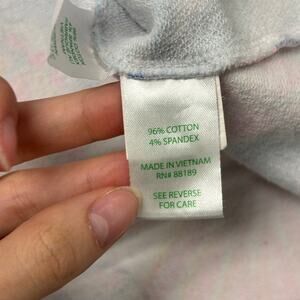 96% COTTON
4% SPANDEX
MADE IN VIETNAM
RN# 88189
SEE REVERSE
FOR CARE